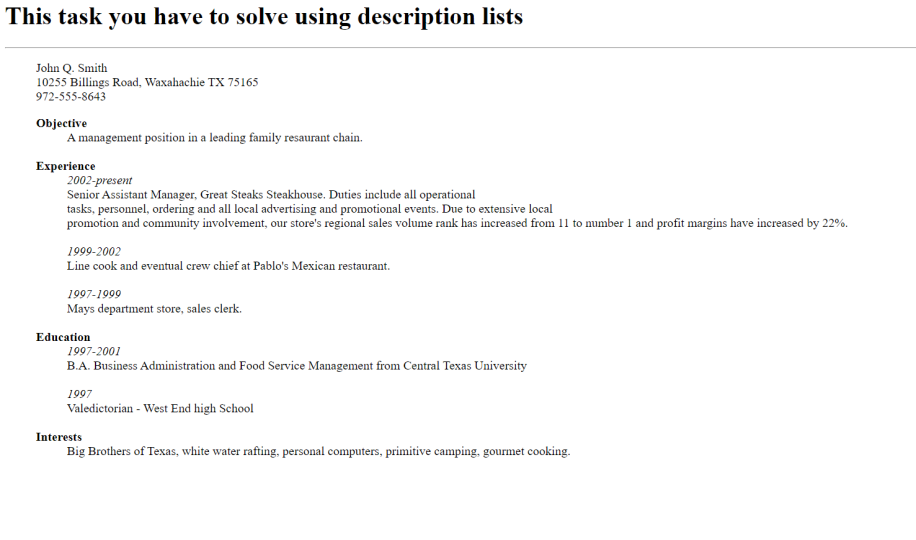 This task you have to solve using description lists
John Q. Smith
10255 Billings Road, Waxahachie TX 75165
972-555-8643
Objective
A management position in a leading family resaurant chain.
Experience
2002-present
Senior Assistant Manager, Great Steaks Steakhouse. Duties include all operational
tasks, personnel, ordering and all local advertising and promotional events. Due to extensive local
promotion and community involvement, our store's regional sales volume rank has increased from 11 to number 1 and profit margins have increased by 22%.
1999-2002
Line cook and eventual crew chief at Pablo's Mexican restaurant.
1997-1999
Mays department store, sales clerk.
Education
1997-2001
B.A. Business Administration and Food Service Management from Central Texas University
1997
Valedictorian - West End high School
Interests
Big Brothers of Texas, white water rafting, personal computers, primitive camping, gourmet cooking.